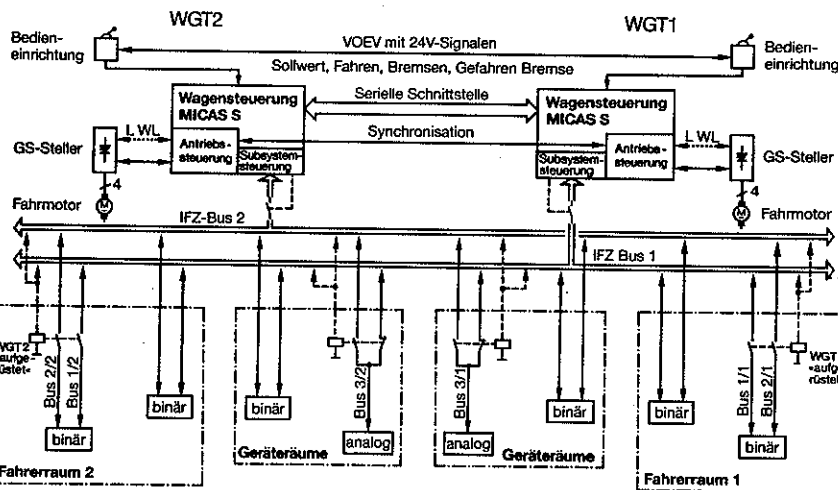 WGT2
WGT1
Bedien-
einrichtung
VOEV mit 24V-Signalen
Bedien-
einrichtung
Sollwert, Fahren, Bremsen, Gefahren Bremse
Wagensteuerung
MICAS S
Serielle Schnittstelle
Wagensteuerung
MICAS S
GS-Steller
L WL
Antriebs-
steuerung
Subsystem-
steuerung
Synchronisation
Subsystem-
steuerung
Antriebs-
steuerung
L WL
GS-Steller
4
4
Fahrmotor
M
M
Fahrmotor
IFZ-Bus 2
IFZ Bus 1
WGT2
aufge-
rüstet«
Bus 2/2
Bus 1/2
binär
binär
Fahrerraum 2
binär
Bus 3/2
analog
Geräteräume
Bus 3/1
analog
binär
Geräteräume
binär
Bus 1/1
Bus 2/1
binär
WGT
»aufg
rüstet
Fahrerraum 1